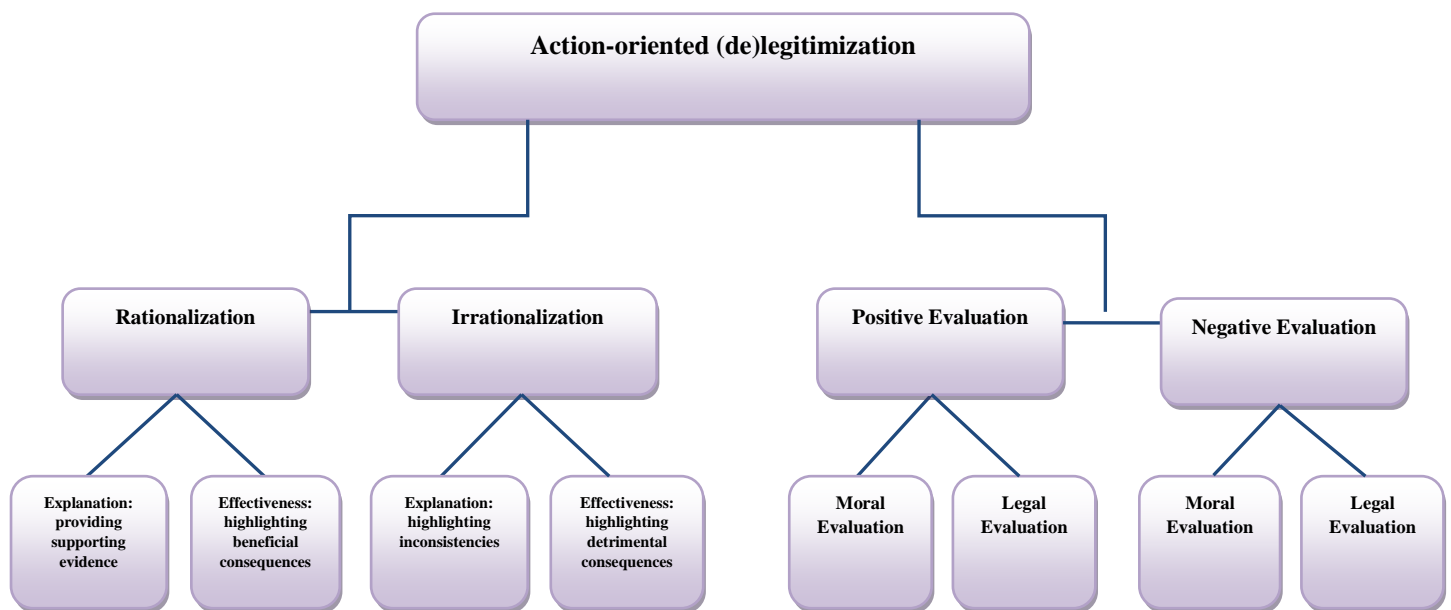 Action-oriented (de)legitimization
Rationalization
Irrationalization
Positive Evaluation
Negative Evaluation
Explanation:
providing
supporting
evidence
Effectiveness:
highlighting
beneficial
consequences
Explanation:
highlighting
inconsistencies
Effectiveness:
highlighting
detrimental
consequences
Moral
Evaluation
Legal
Evaluation
Moral
Evaluation
Legal
Evaluation